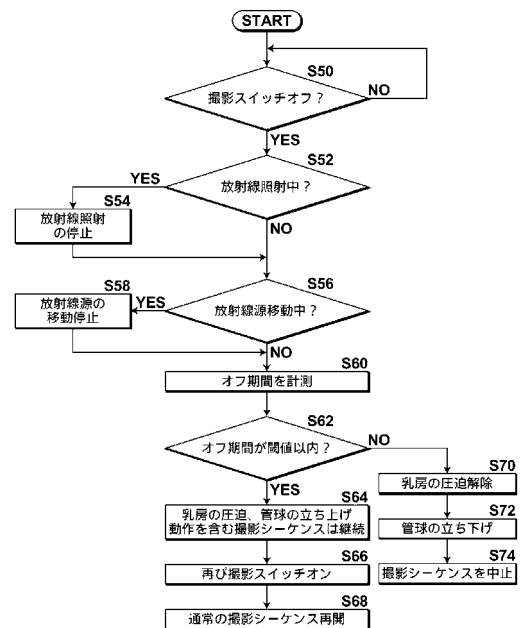 START
S50
撮影スイッチオフ？
NO
YES
S52
放射線照射中？
YES
S54
放射線照射
の停止
NO
S56
放射線源移動中？
YES
S58
放射線源の
移動停止
NO
S60
オフ期間を計測
S62
オフ期間が閾値以内？
NO
YES
S64
乳房の圧迫、管球の立ち上げ
動作を含む撮影シーケンスは継続
S66
再び撮影スイッチオン
S68
通常の撮影シーケンス再開
S70
乳房の圧迫解除
S72
管球の立ち下げ
S74
撮影シーケンスを中止